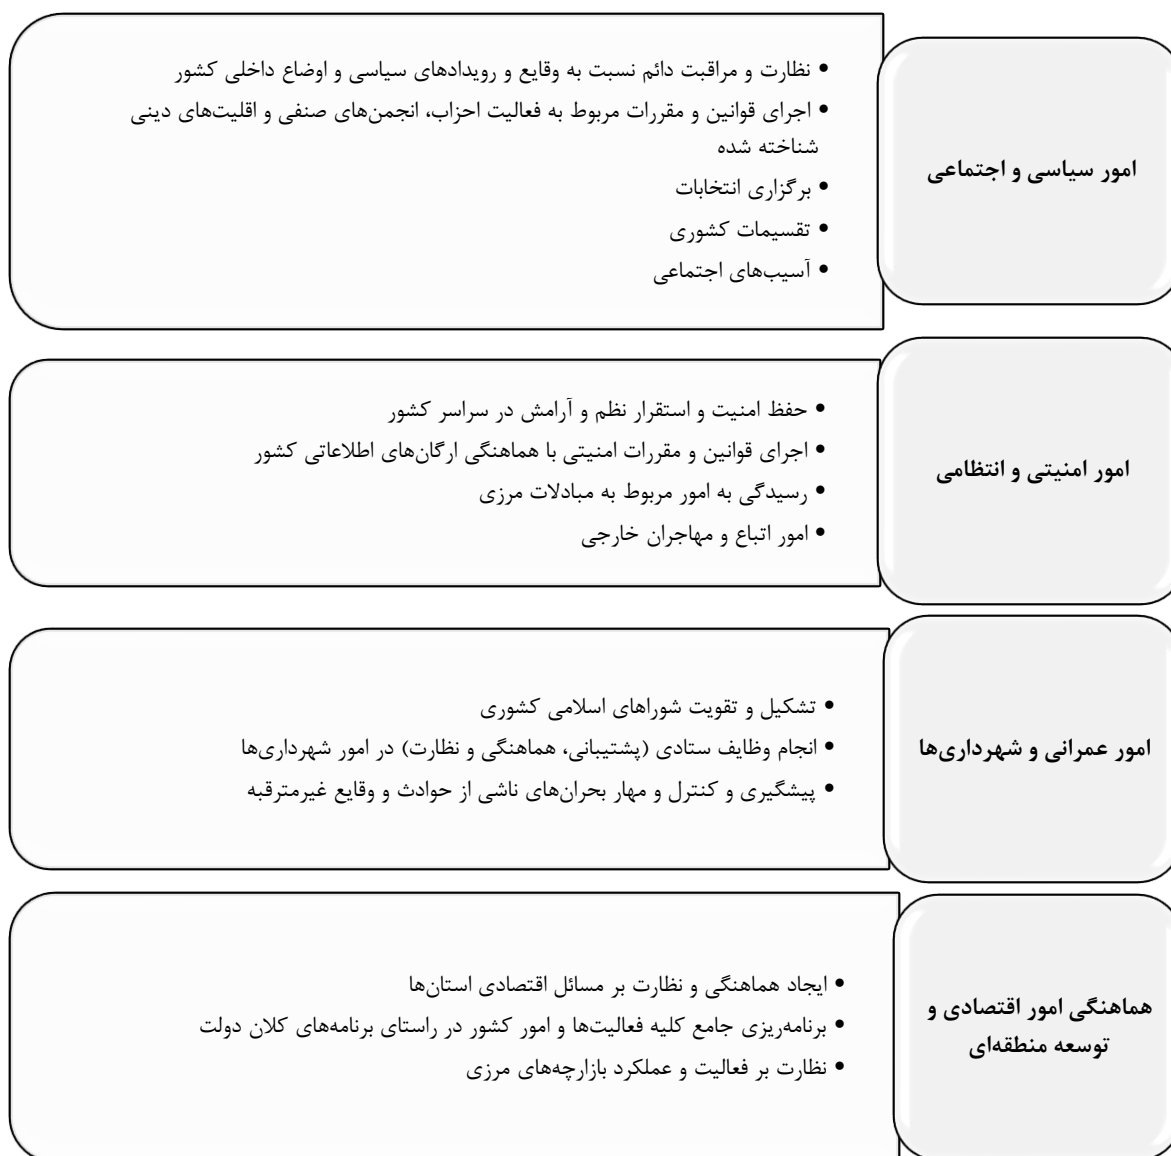 امور سیاسی و اجتماعی
• نظارت و مراقبت دائم نسبت به وقایع و رویدادهای سیاسی و اوضاع داخلی کشور
• اجرای قوانین و مقررات مربوط به فعالیت احزاب، انجمن‌های صنفی و اقلیت‌های دینی
شناخته شده
• برگزاری انتخابات
• تقسیمات کشوری
• آسیب‌های اجتماعی
امور امنیتی و انتظامی
• حفظ امنیت و استقرار نظم و آرامش در سراسر کشور
• اجرای قوانین و مقررات امنیتی با هماهنگی ارگان‌های اطلاعاتی کشور
• رسیدگی به امور مربوط به مبادلات مرزی
• امور اتباع و مهاجران خارجی
امور عمرانی و شهرداری‌ها
• تشکیل و تقویت شوراهای اسلامی کشوری
• انجام وظایف ستادی (پشتیبانی، هماهنگی و نظارت) در امور شهرداری‌ها
• پیشگیری و کنترل و مهار بحران‌های ناشی از حوادث و وقایع غیرمترقبه
هماهنگی امور اقتصادی و
توسعه منطقه‌ای
• ایجاد هماهنگی و نظارت بر مسائل اقتصادی استان‌ها
• برنامه‌ریزی جامع کلیه فعالیت‌ها و امور کشور در راستای برنامه‌های کلان دولت
• نظارت بر فعالیت و عملکرد بازارچه‌های مرزی